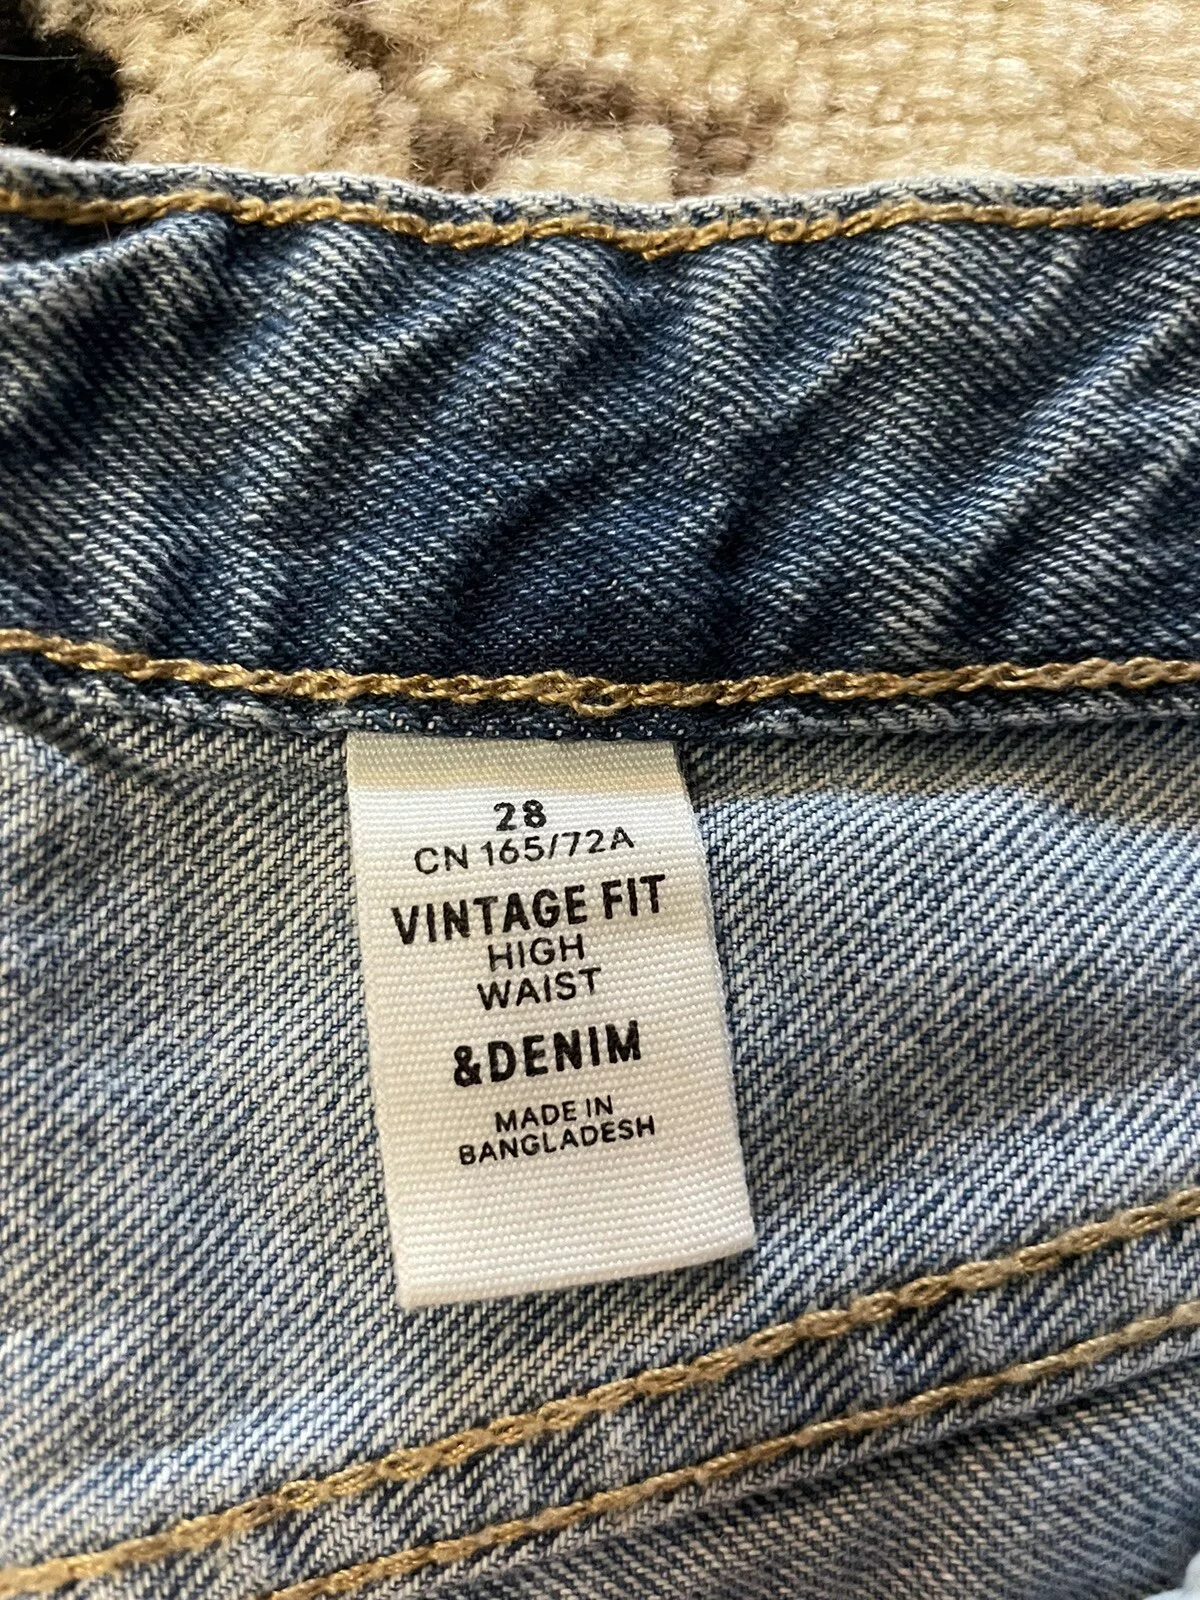 28
CN 165/72A
VINTAGE FIT
HIGH
WAIST
&DENIM
MADE IN
BANGLADESH